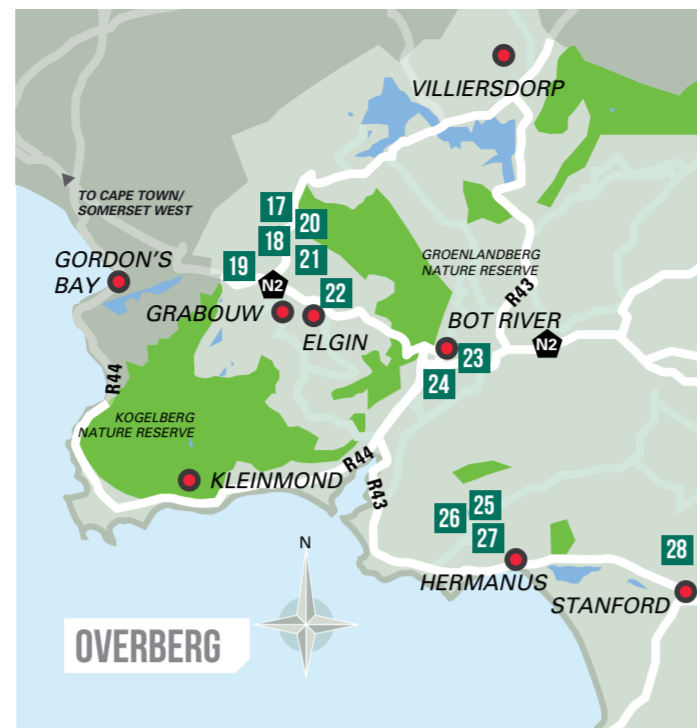 VILLIERSDORP
TO CAPE TOWN/
SOMERSET WEST
17
20
18
21
GORDON'S
BAY
19
N2
22
GROENLANDBERG
NATURE RESERVE
R43
GRABOUW
ELGIN
BOT RIVER
N2
23
24
R44
KOGELBERG
NATURE RESERVE
R44
KLEINMOND
R43
25
26
27
28
HERMANUS
STANFORD
N
OVERBERG